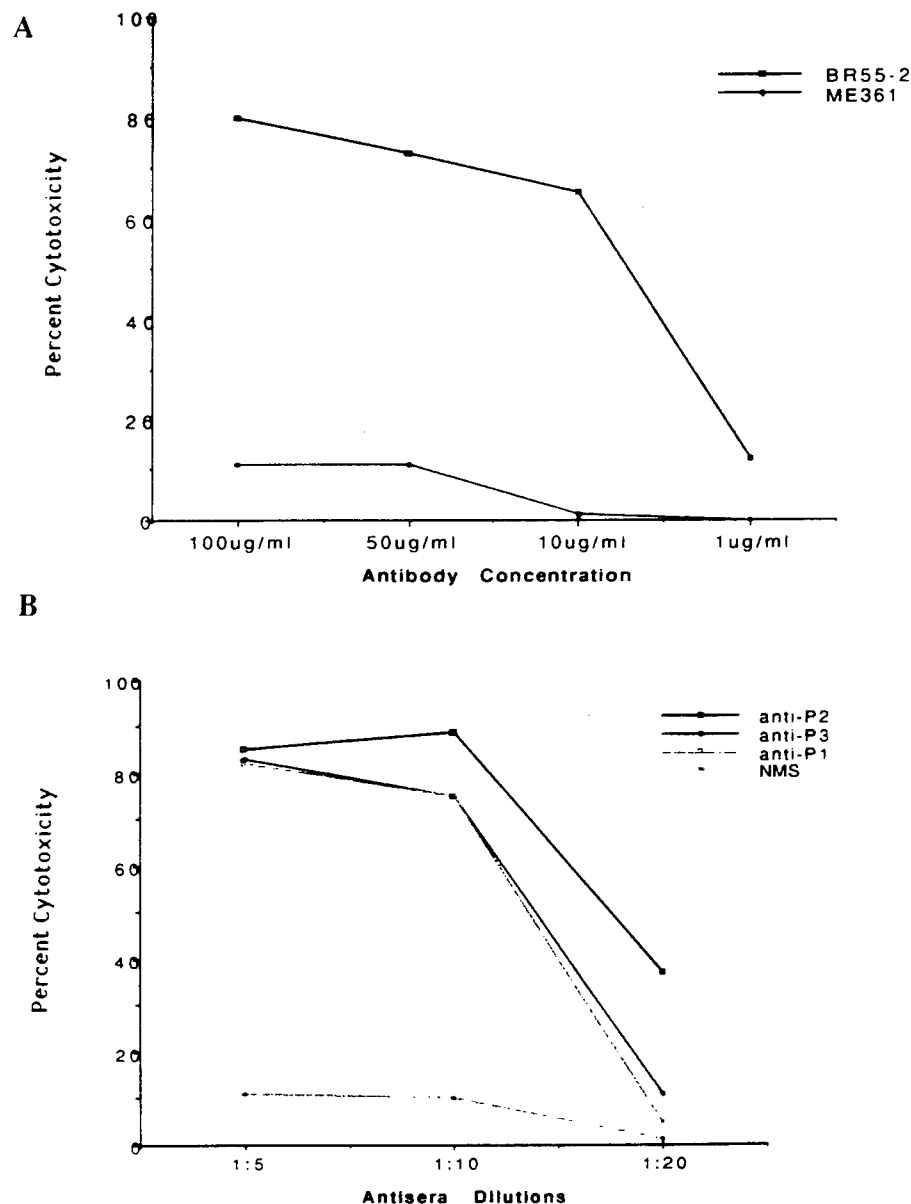 A
100
80
60
40
20
0
Percent Cytotoxicity
BR55-2
ME361
100ug/ml 50ug/ml 10ug/ml 1ug/ml
Antibody Concentration
B
100
80
60
40
20
0
Percent Cytotoxicity
anti-P2
anti-P3
anti-P1
NMS
1:5 1:10 1:20
Antisera Dilutions